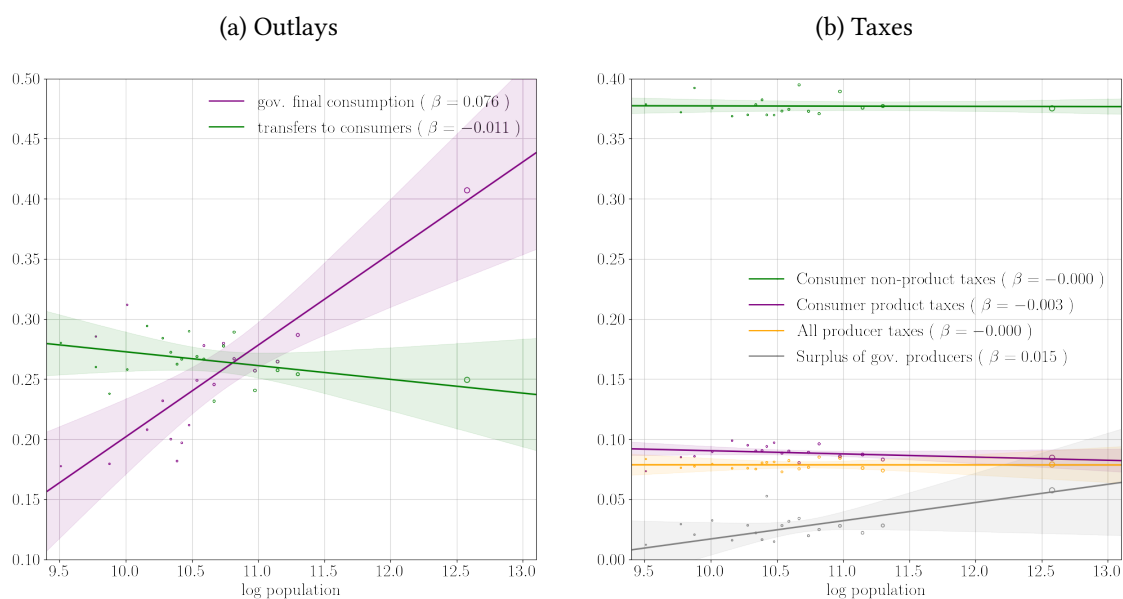 (a) Outlays
0.50
0.45
0.40
0.35
0.30
0.25
0.20
0.15
0.10
gov. final consumption ( β = 0.076 )
transfers to consumers ( β = −0.011 )
9.5 10.0 10.5 11.0 11.5 12.0 12.5 13.0
log population
(b) Taxes
0.40
0.35
0.30
0.25
0.20
0.15
0.10
0.05
0.00
Consumer non-product taxes ( β = −0.000 )
Consumer product taxes ( β = −0.003 )
All producer taxes ( β = −0.000 )
Surplus of gov. producers ( β = 0.015 )
9.5 10.0 10.5 11.0 11.5 12.0 12.5 13.0
log population